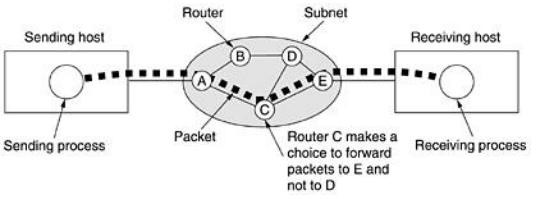 Router
Subnet
Sending host
Receiving host
B
D
A
E
C
Packet
Sending process
Router C makes a
choice to forward
packets to E and
not to D
Receiving process